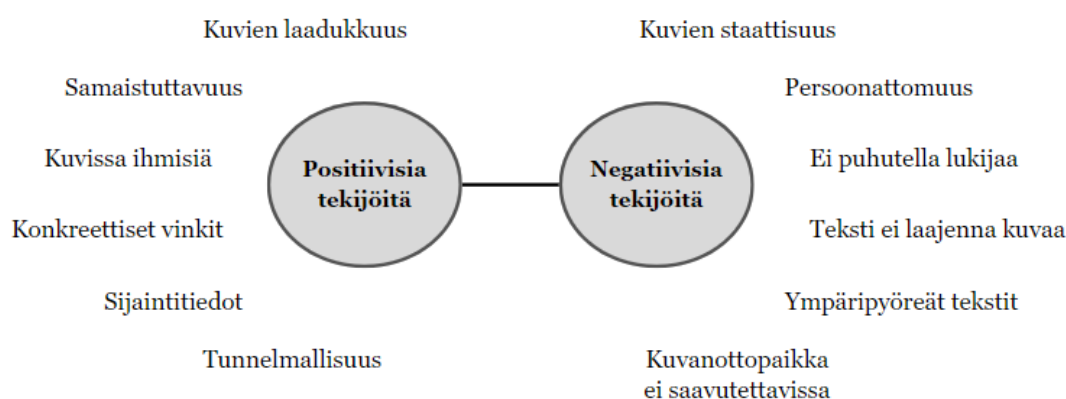 Kuvien laadukkuus
Samaistuttavuus
Kuvissa ihmisiä
Konkreettiset vinkit
Sijaintitiedot
Tunnelmallisuus
Positiivisia
tekijöitä
Negatiivisia
tekijöitä
Kuvien staattisuus
Persoonattomuus
Ei puhutella lukijaa
Teksti ei laajenna kuvaa
Ympäripyöreät tekstit
Kuvanottopaikka
ei saavutettavissa